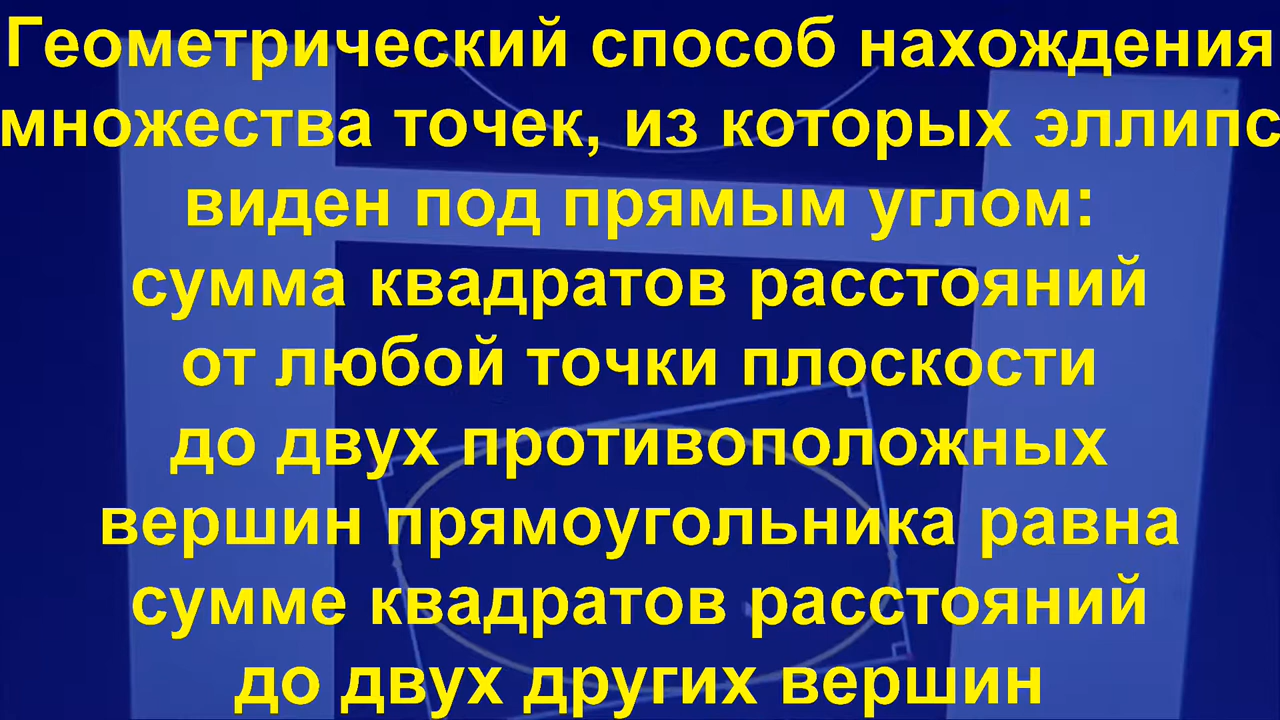 Геометрический способ нахождения
множества точек, из которых эллипс
виден под прямым углом:
сумма квадратов расстояний
от любой точки плоскости
до двух противоположных
вершин прямоугольника равна
сумме квадратов расстояний
до двух других вершин